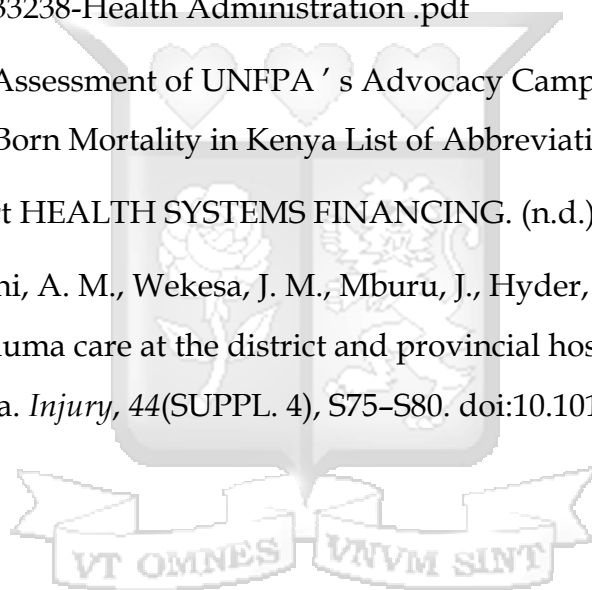 33238-Health Administration .pdf
Assessment of UNFPA ’ s Advocacy Camp
Born Mortality in Kenya List of Abbreviati
t HEALTH SYSTEMS FINANCING. (n.d.)
ni, A. M., Wekesa, J. M., Mburu, J., Hyder,
uma care at the district and provincial hos
a. Injury, 44(SUPPL. 4), S75–S80. doi:10.101
VT OMNES VNVM SINT